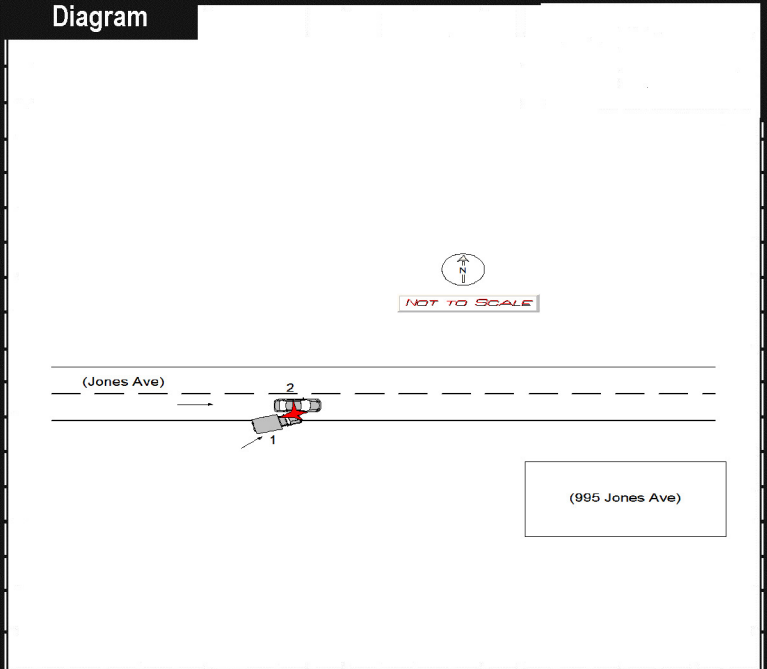 Diagram
N
NOT TO SCALE
(Jones Ave)
2
1
(995 Jones Ave)